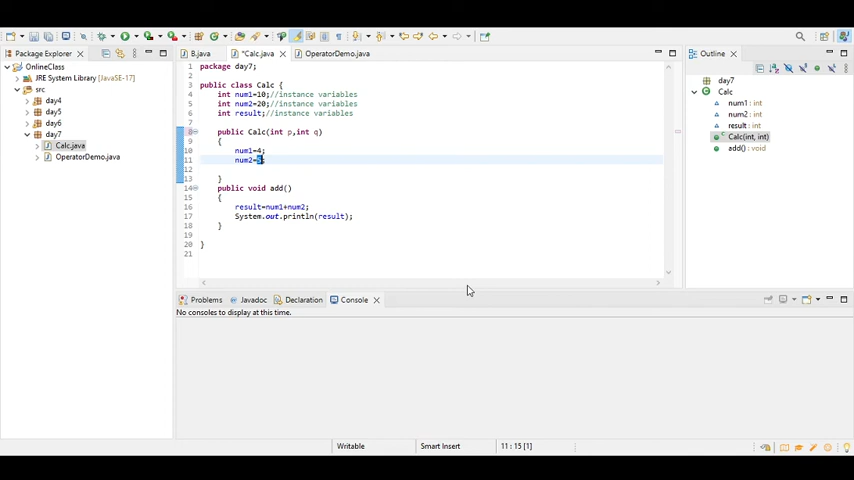 Package Explorer
B.java
*Calc.java
OperatorDemo.java
Outline
OnlineClass
JRE System Library [JavaSE-17]
src
day4
day5
day6
day7
Calc.java
OperatorDemo.java
1 package day7;
2
3 public class Calc {
4 int num1=10;//instance variables
5 int num2=20;//instance variables
6 int result;//instance variables
7
8 public Calc(int p,int q)
9 {
10 num1=4;
11 num2=
12
13 }
14 public void add()
15 {
16 result=num1+num2;
17 System.out.println(result);
18 }
19
20 }
21
day7
Calc
num1 : int
num2 : int
result : int
Calc(int, int)
add() : void
Problems
Javadoc
Declaration
Console
No consoles to display at this time.
Writable
Smart Insert
11 : 15 [1]